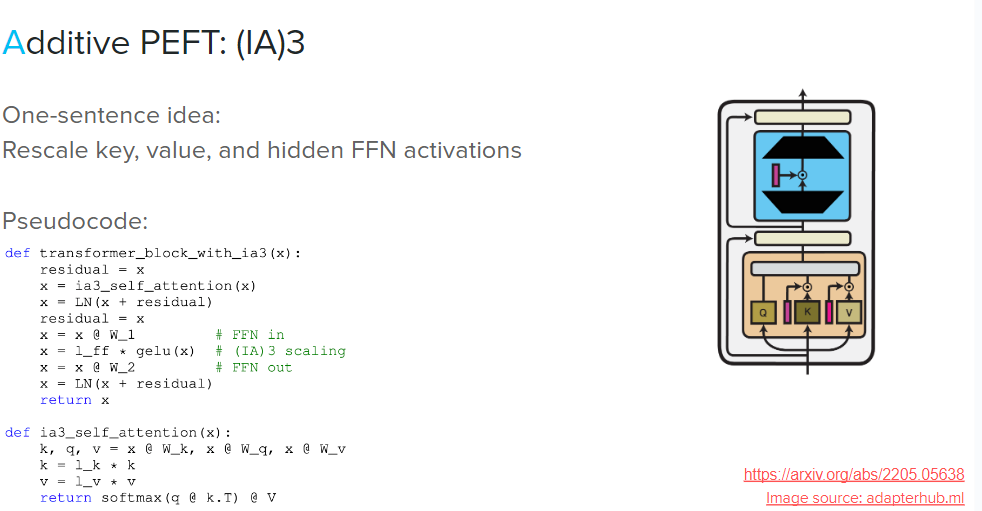 Additive PEFT: (IA)3
One-sentence idea:
Rescale key, value, and hidden FFN activations
Pseudocode:
def transformer_block_with_ia3(x):
    residual = x
    x = ia3_self_attention(x)
    x = LN(x + residual)
    residual = x
    x = x @ W_1          # FFN in
    x = l_ff * gelu(x)   # (IA)3 scaling
    x = x @ W_2          # FFN out
    x = LN(x + residual)
    return x
def ia3_self_attention(x):
    k, q, v = x @ W_k, x @ W_q, x @ W_v
    k = l_k * k
    v = l_v * v
    return softmax(q @ k.T) @ V
Q K V
https://arxiv.org/abs/2205.05638
Image source: adapterhub.ml